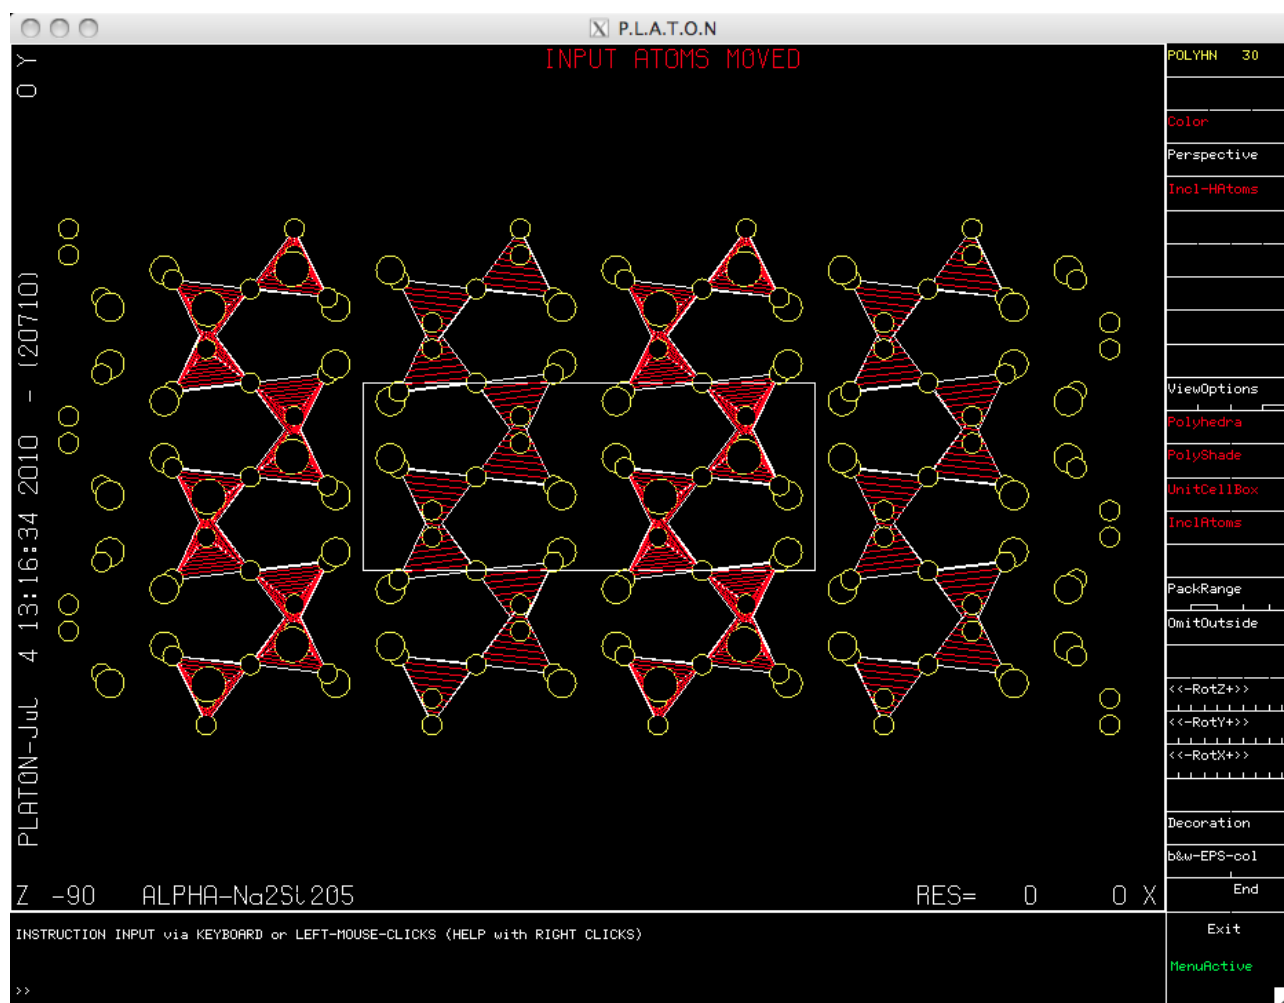 P.L.A.T.O.N
INPUT ATOMS MOVED
PLATON-Jul 4 13:16:34 2010 - (20710) 0 Y
POLYHN 30
Color
Perspective
Incl-HAtoms
ViewOptions
Polyhedra
PolyShade
UnitCellBox
InclAtoms
PackRange
OmitOutside
<<-RotZ+>>
<<-RotY+>>
<<-RotX+>>
Decoration
b&w-EPS-col
End
Exit
MenuActive
Z -90 ALPHA-Na2Si2O5 RES= 0 0 X
INSTRUCTION INPUT via KEYBOARD or LEFT-MOUSE-CLICKS (HELP with RIGHT CLICKS)
>>